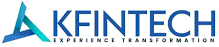 KFINTECH
EXPERIENCE TRANSFORMATION